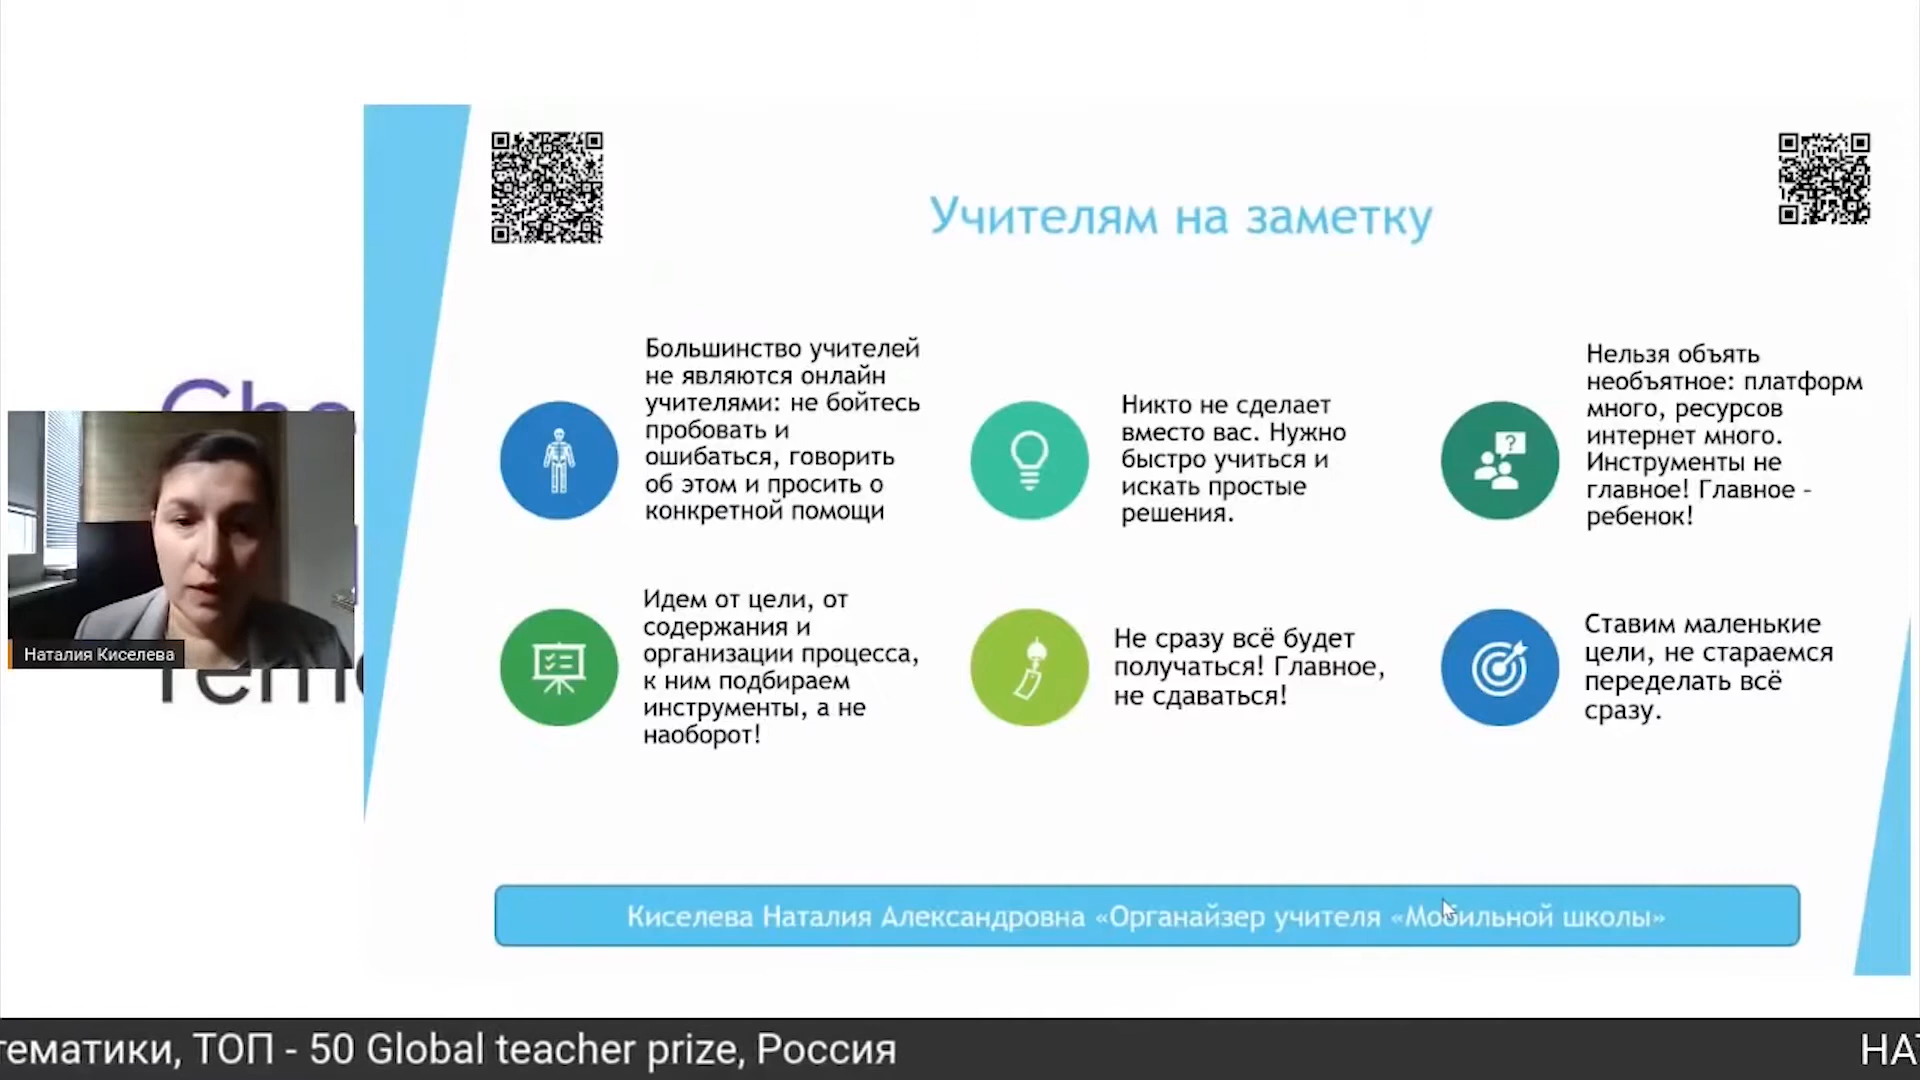 Учителям на заметку
Большинство учителей
не являются онлайн
учителями: не бойтесь
пробовать и
ошибаться, говорить
об этом и просить о
конкретной помощи
Никто не сделает
вместо вас. Нужно
быстро учиться и
искать простые
решения.
Нельзя объять
необъятное: платформ
много, ресурсов
интернет много.
Инструменты не
главное! Главное -
ребенок!
Идем от цели, от
содержания и
организации процесса,
к ним подбираем
инструменты, а не
наоборот!
Не сразу всё будет
получаться! Главное,
не сдаваться!
Ставим маленькие
цели, не стараемся
переделать всё
сразу.
Киселева Наталия Александровна «Органайзер учителя «Мобильной школы»
Наталия Киселева
тематики, ТОП - 50 Global teacher prize, Россия
НАТ